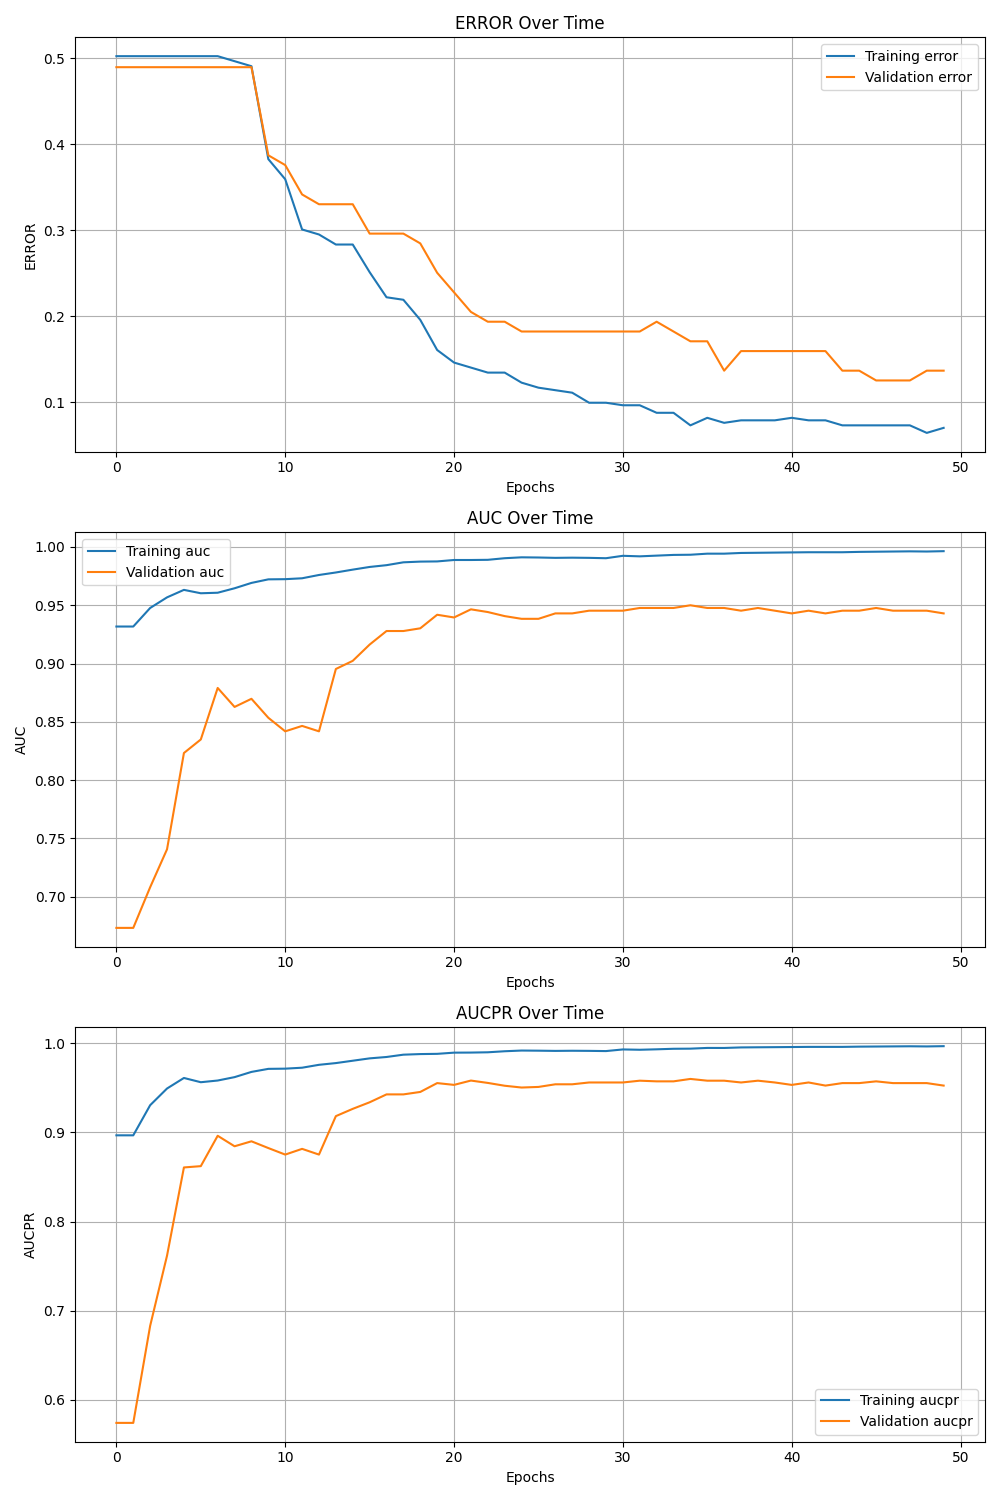 ERROR Over Time
Training error
Validation error
0.5
0.4
0.3
0.2
0.1
ERROR
0 10 20 30 40 50
Epochs
AUC Over Time
Training auc
Validation auc
1.00
0.95
0.90
0.85
0.80
0.75
0.70
AUC
0 10 20 30 40 50
Epochs
AUCPR Over Time
1.0
0.9
0.8
0.7
0.6
AUCPR
Training aucpr
Validation aucpr
0 10 20 30 40 50
Epochs